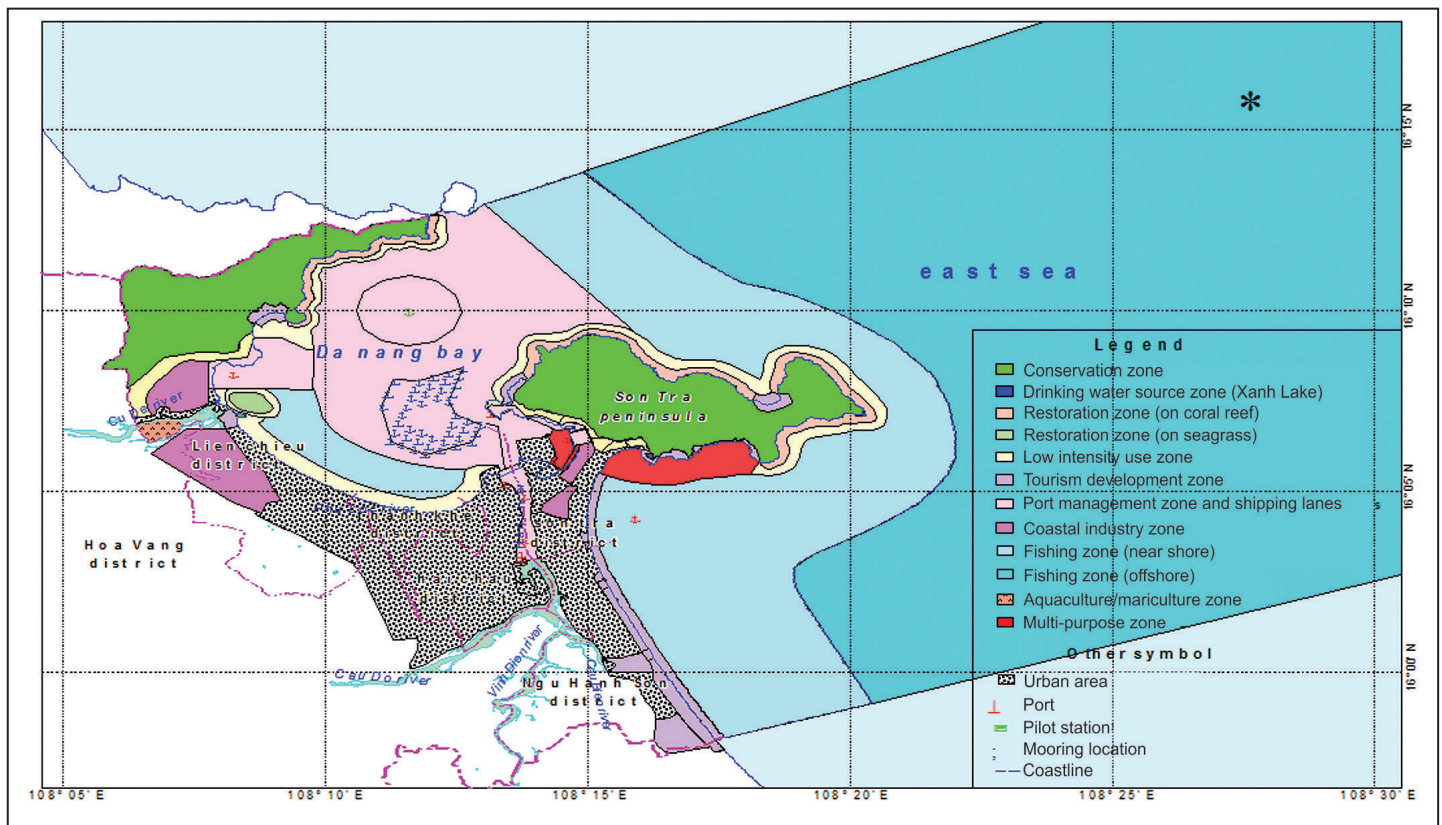 *
16° 15' N
east sea
16° 10' N
Da nang bay
Son Tra
peninsula
Cu De river
Lien chieu
district
16° 05' N
Hoa Vang
district
district
district
district
Cau Do river
Vinh Dien river
Ngu Hanh Son
district
16° 00' N
Legend
Conservation zone
Drinking water source zone (Xanh Lake)
Restoration zone (on coral reef)
Restoration zone (on seagrass)
Low intensity use zone
Tourism development zone
Port management zone and shipping lanes
s
Coastal industry zone
Fishing zone (near shore)
Fishing zone (offshore)
Aquaculture/mariculture zone
Multi-purpose zone
Other symbol
Urban area
Port
Pilot station
Mooring location
Coastline
108° 05' E
108° 10' E
108° 15' E
108° 20' E
108° 25' E
108° 30' E